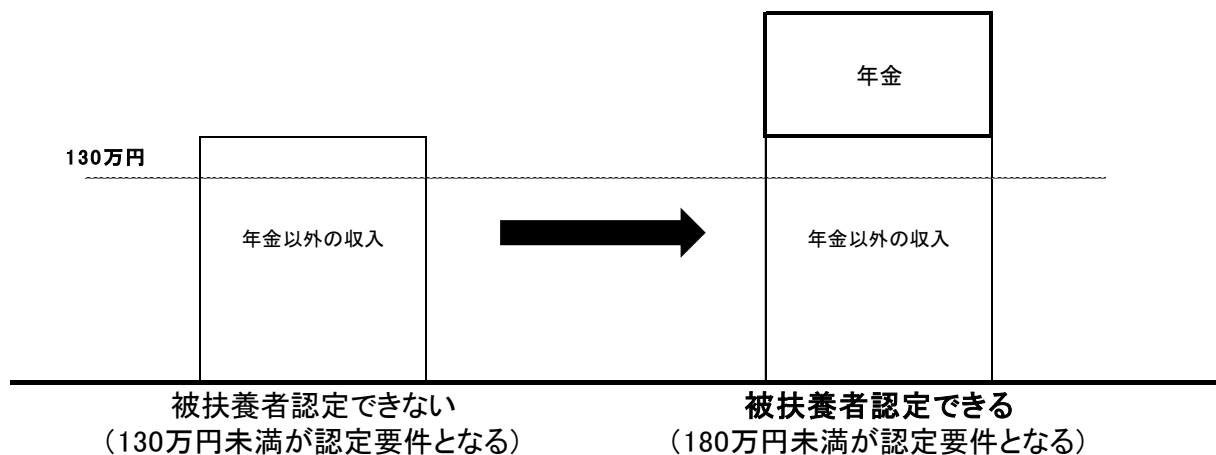 年金
130万円
年金以外の収入
年金以外の収入
被扶養者認定できない
（130万円未満が認定要件となる）
被扶養者認定できる
（180万円未満が認定要件となる）